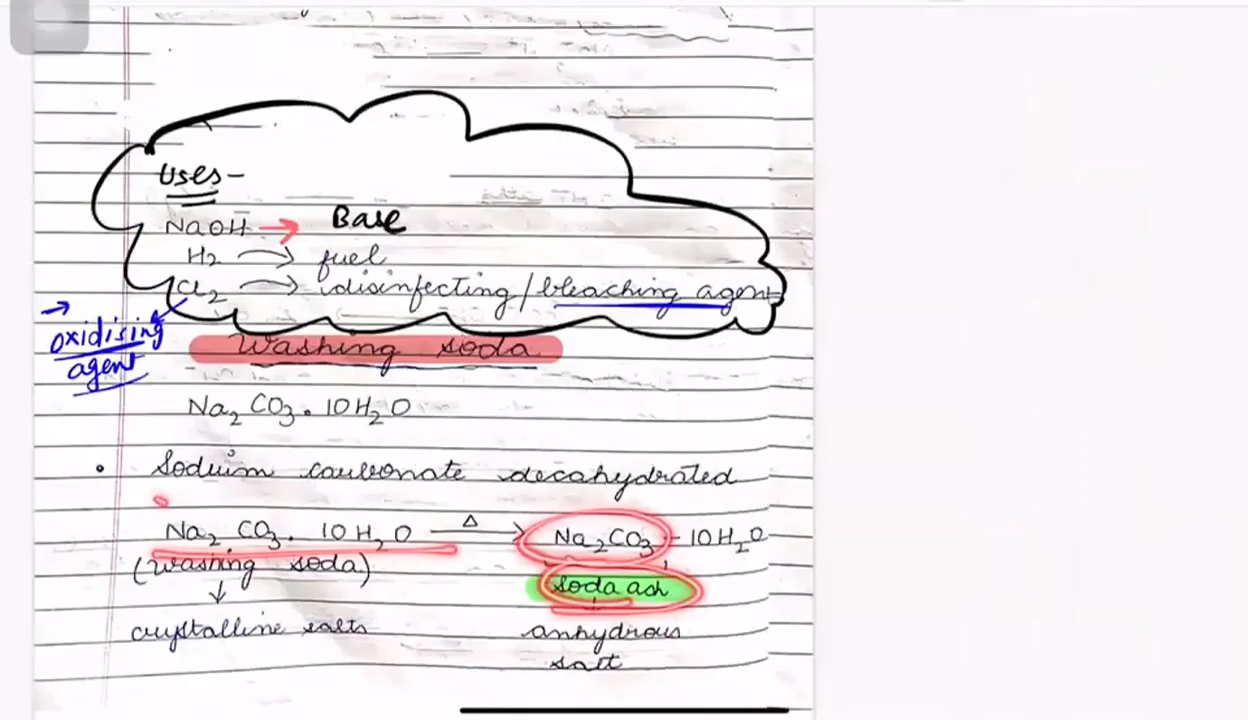 Uses -
NaOH → Base
H₂ → fuel
Cl₂ → disinfecting / bleaching agent
→
oxidising
agent
Washing soda
Na₂CO₃.10H₂O
• Sodium carbonate decahydrated
Na₂CO₃.10H₂O —Δ→ Na₂CO₃ + 10H₂O
(washing soda) soda ash
↓ ↓
crystalline salts anhydrous
salt